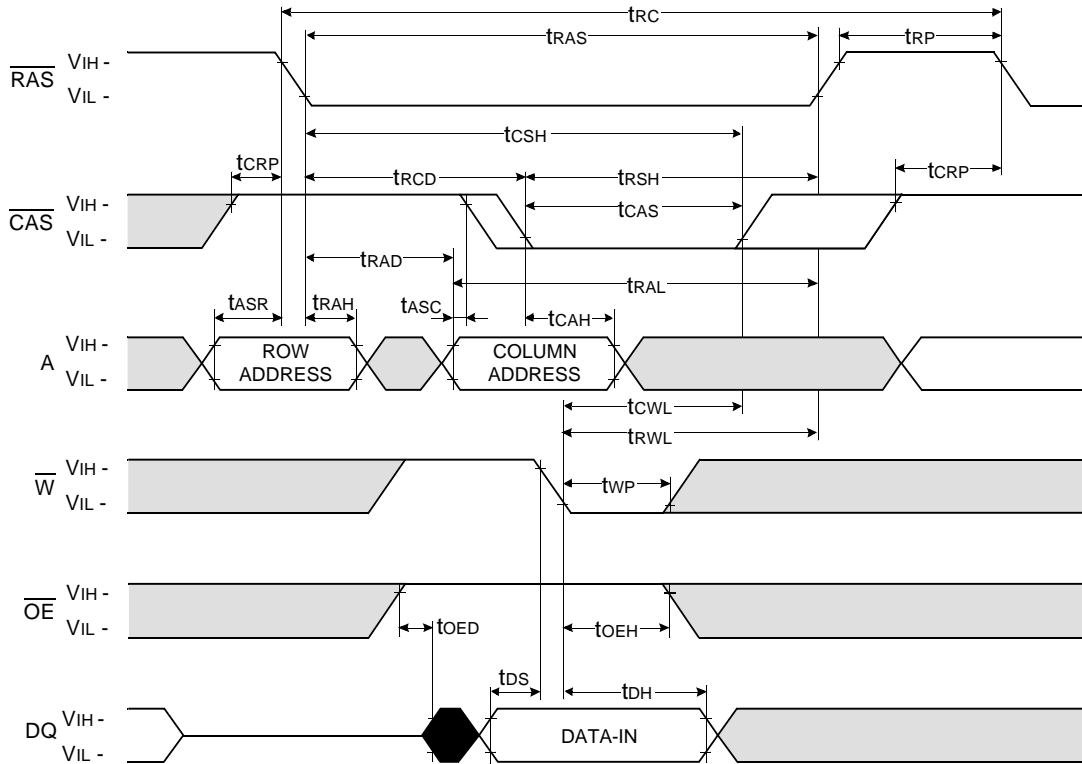 tRC
tRAS
tRP
RAS
VIH -
VIL -
tCSH
tCRP
tRCD
tRSH
tCRP
CAS
VIH -
VIL -
tCAS
tRAD
tRAL
tASR
tRAH
tASC
tCAH
A
VIH -
VIL -
ROW
ADDRESS
COLUMN
ADDRESS
tCWL
tRWL
W
VIH -
VIL -
tWP
OE
VIH -
VIL -
tOED
tOEH
tDS
tDH
DQ
VIH -
VIL -
DATA-IN